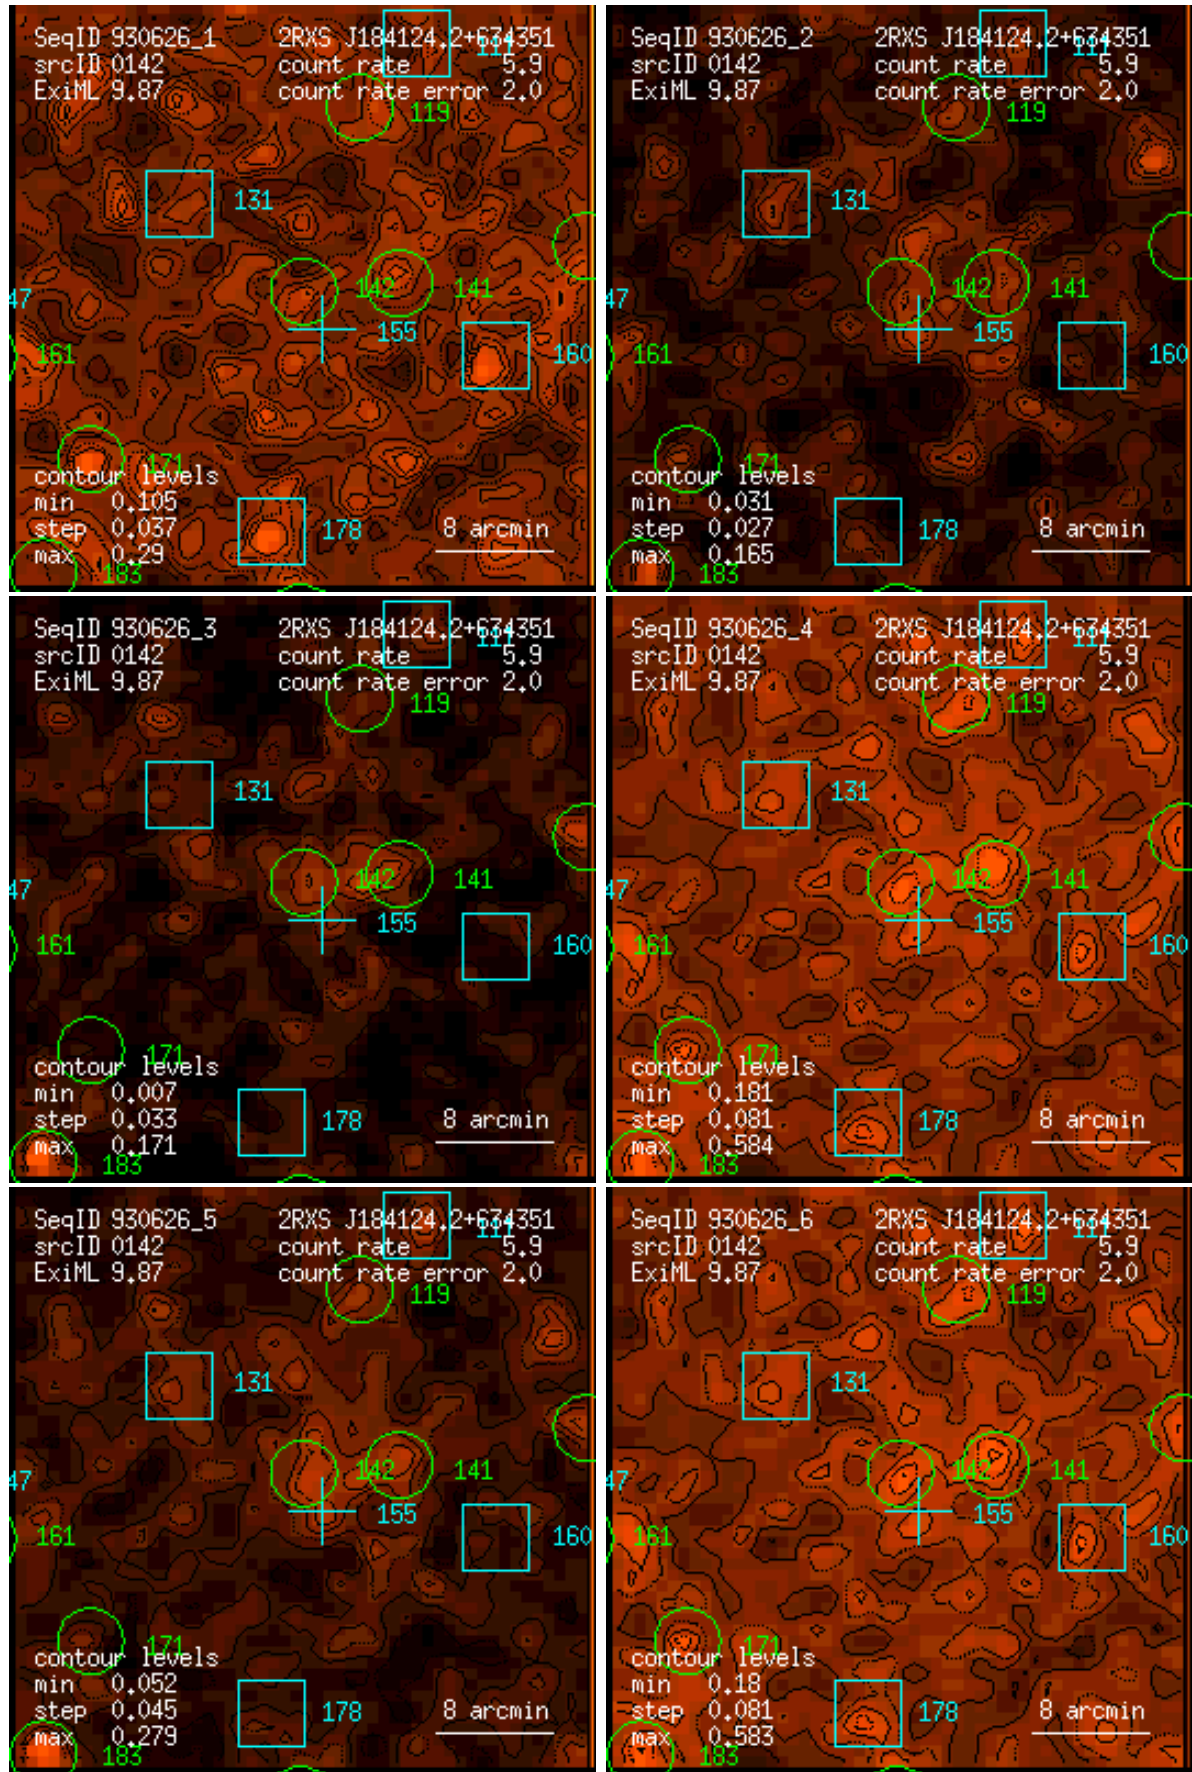 SeqID 930626_1 2RXS J184124.2+674351
srcID 0142 count rate 5.9
ExiML 9.87 count rate error 2.0
119
131
142 141
47
155
161 160
171
contour levels
min 0.105
step 0.037 178 8 arcmin
max 0.29
183
SeqID 930626_2 2RXS J184124.2+674351
srcID 0142 count rate 5.9
ExiML 9.87 count rate error 2.0
119
131
142 141
47
155
161 160
171
contour levels
min 0.031
step 0.027 178 8 arcmin
max 0.165
183
SeqID 930626_3 2RXS J184124.2+674351
srcID 0142 count rate 5.9
ExiML 9.87 count rate error 2.0
119
131
142 141
47
155
161 160
171
contour levels
min 0.007
step 0.033 178 8 arcmin
max 0.171
183
SeqID 930626_4 2RXS J184124.2+674351
srcID 0142 count rate 5.9
ExiML 9.87 count rate error 2.0
119
131
142 141
47
155
161 160
171
contour levels
min 0.181
step 0.081 178 8 arcmin
max 0.584
183
SeqID 930626_5 2RXS J184124.2+674351
srcID 0142 count rate 5.9
ExiML 9.87 count rate error 2.0
119
131
142 141
47
155
161 160
171
contour levels
min 0.052
step 0.045 178 8 arcmin
max 0.279
183
SeqID 930626_6 2RXS J184124.2+674351
srcID 0142 count rate 5.9
ExiML 9.87 count rate error 2.0
119
131
142 141
47
155
161 160
171
contour levels
min 0.18
step 0.081 178 8 arcmin
max 0.583
183